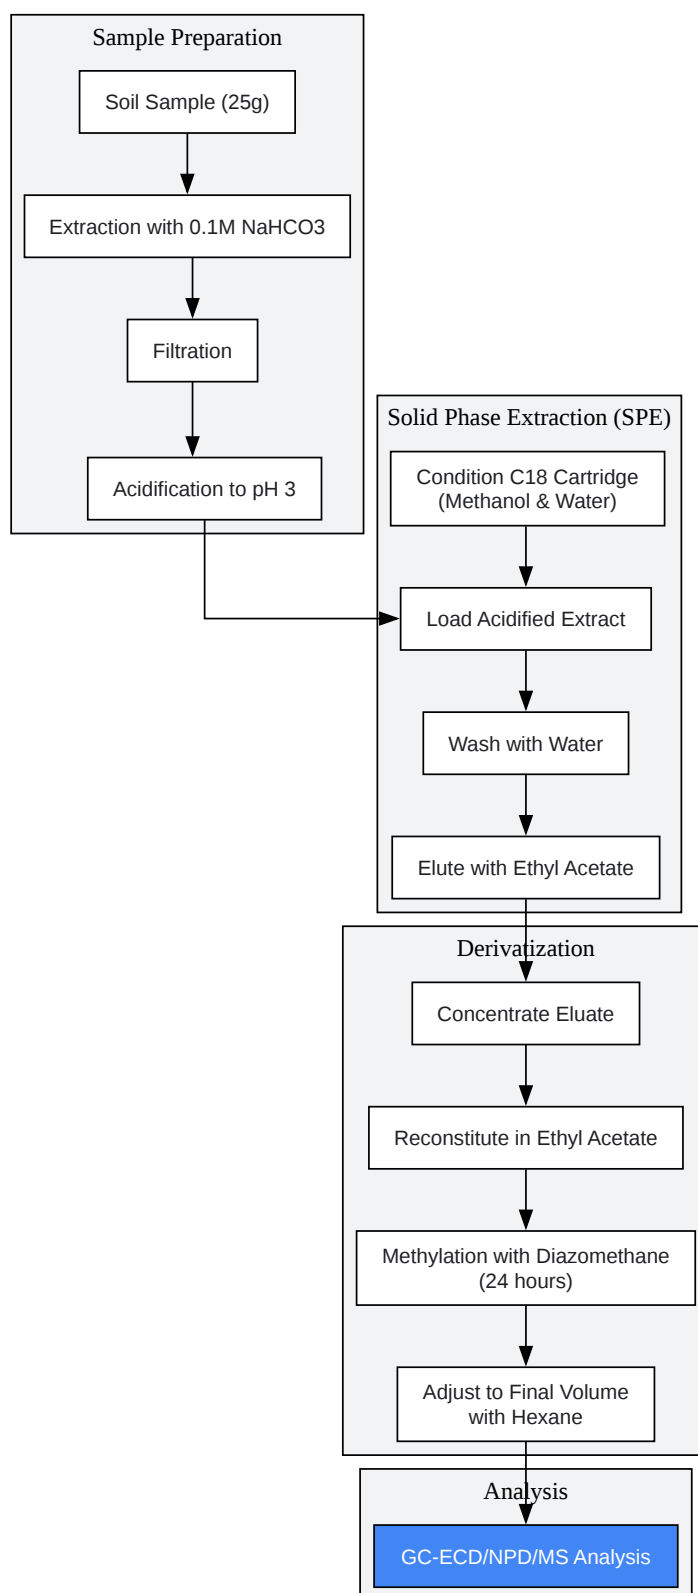 Sample Preparation
Soil Sample (25g)
Extraction with 0.1M NaHCO3
Filtration
Acidification to pH 3
Solid Phase Extraction (SPE)
Condition C18 Cartridge
(Methanol & Water)
Load Acidified Extract
Wash with Water
Elute with Ethyl Acetate
Derivatization
Concentrate Eluate
Reconstitute in Ethyl Acetate
Methylation with Diazomethane
(24 hours)
Adjust to Final Volume
with Hexane
Analysis
GC-ECD/NPD/MS Analysis